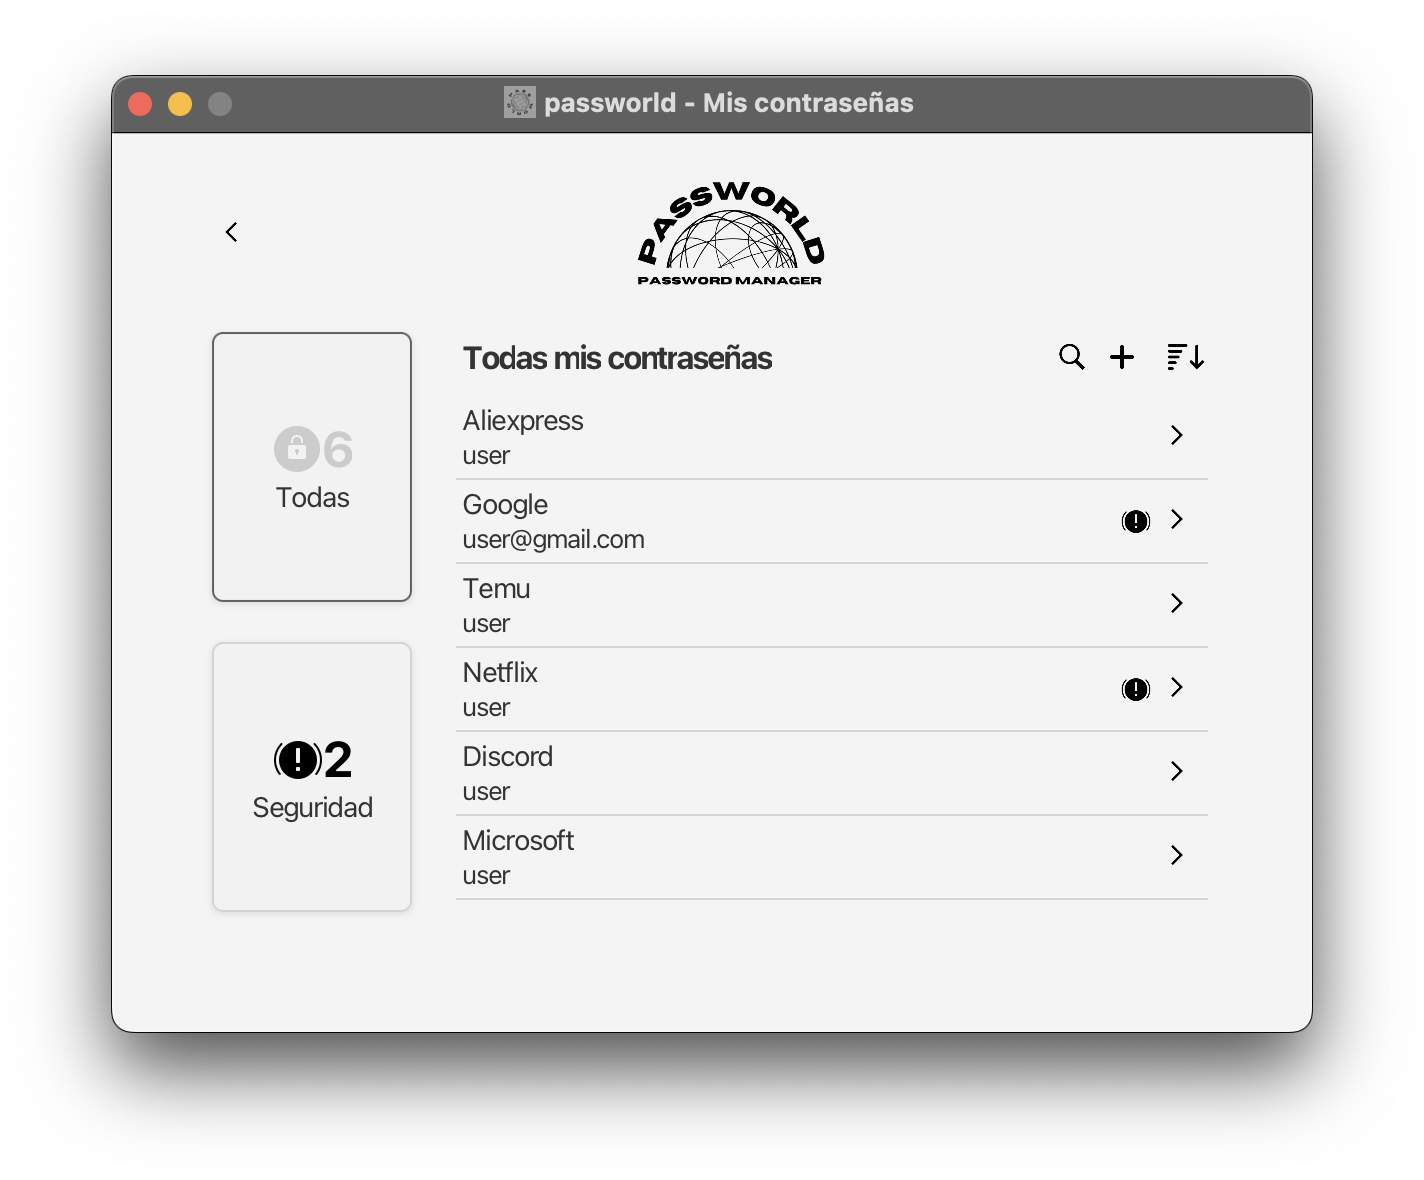 passworld - Mis contraseñas
PASSWORLD
PASSWORD MANAGER
6
Todas
2
Seguridad
Todas mis contraseñas
Aliexpress
user
Google
user@gmail.com
Temu
user
Netflix
user
Discord
user
Microsoft
user